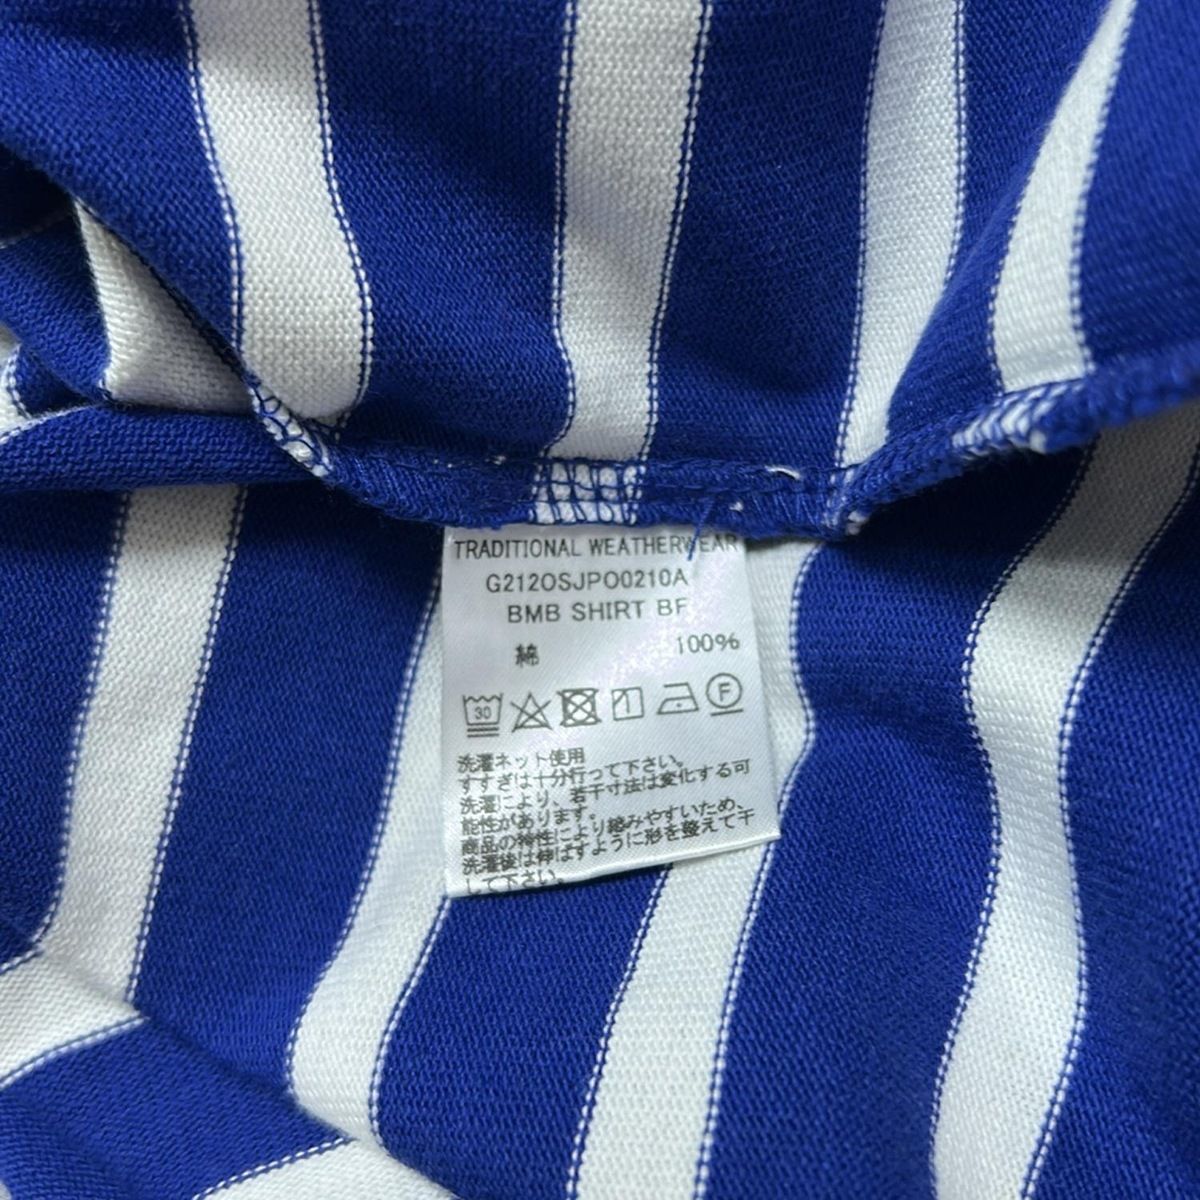 TRADITIONAL WEATHERWEAR
G212OSJPO0210A
BMB SHIRT BF
綿 100%
30 F
洗濯ネット使用
すすぎは十分行って下さい。
洗濯により、若干寸法は変化する可
能性があります。
商品の特性により縮みやすいため、
洗濯後は伸ばすように形を整えて干
して下さい。